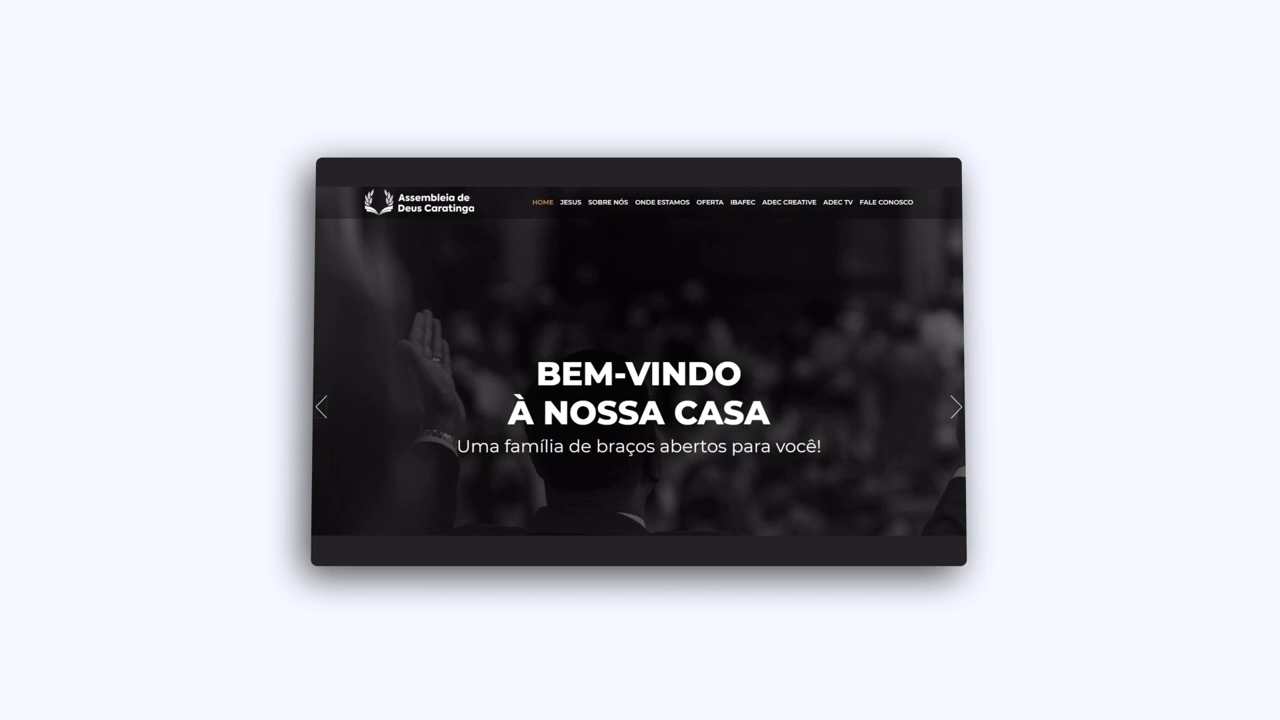 Assembleia de
Deus Caratinga
HOME JESUS SOBRE NÓS ONDE ESTAMOS OFERTA IBAFEC ADEC CREATIVE ADEC TV FALE CONOSCO
BEM-VINDO
À NOSSA CASA
Uma família de braços abertos para você!